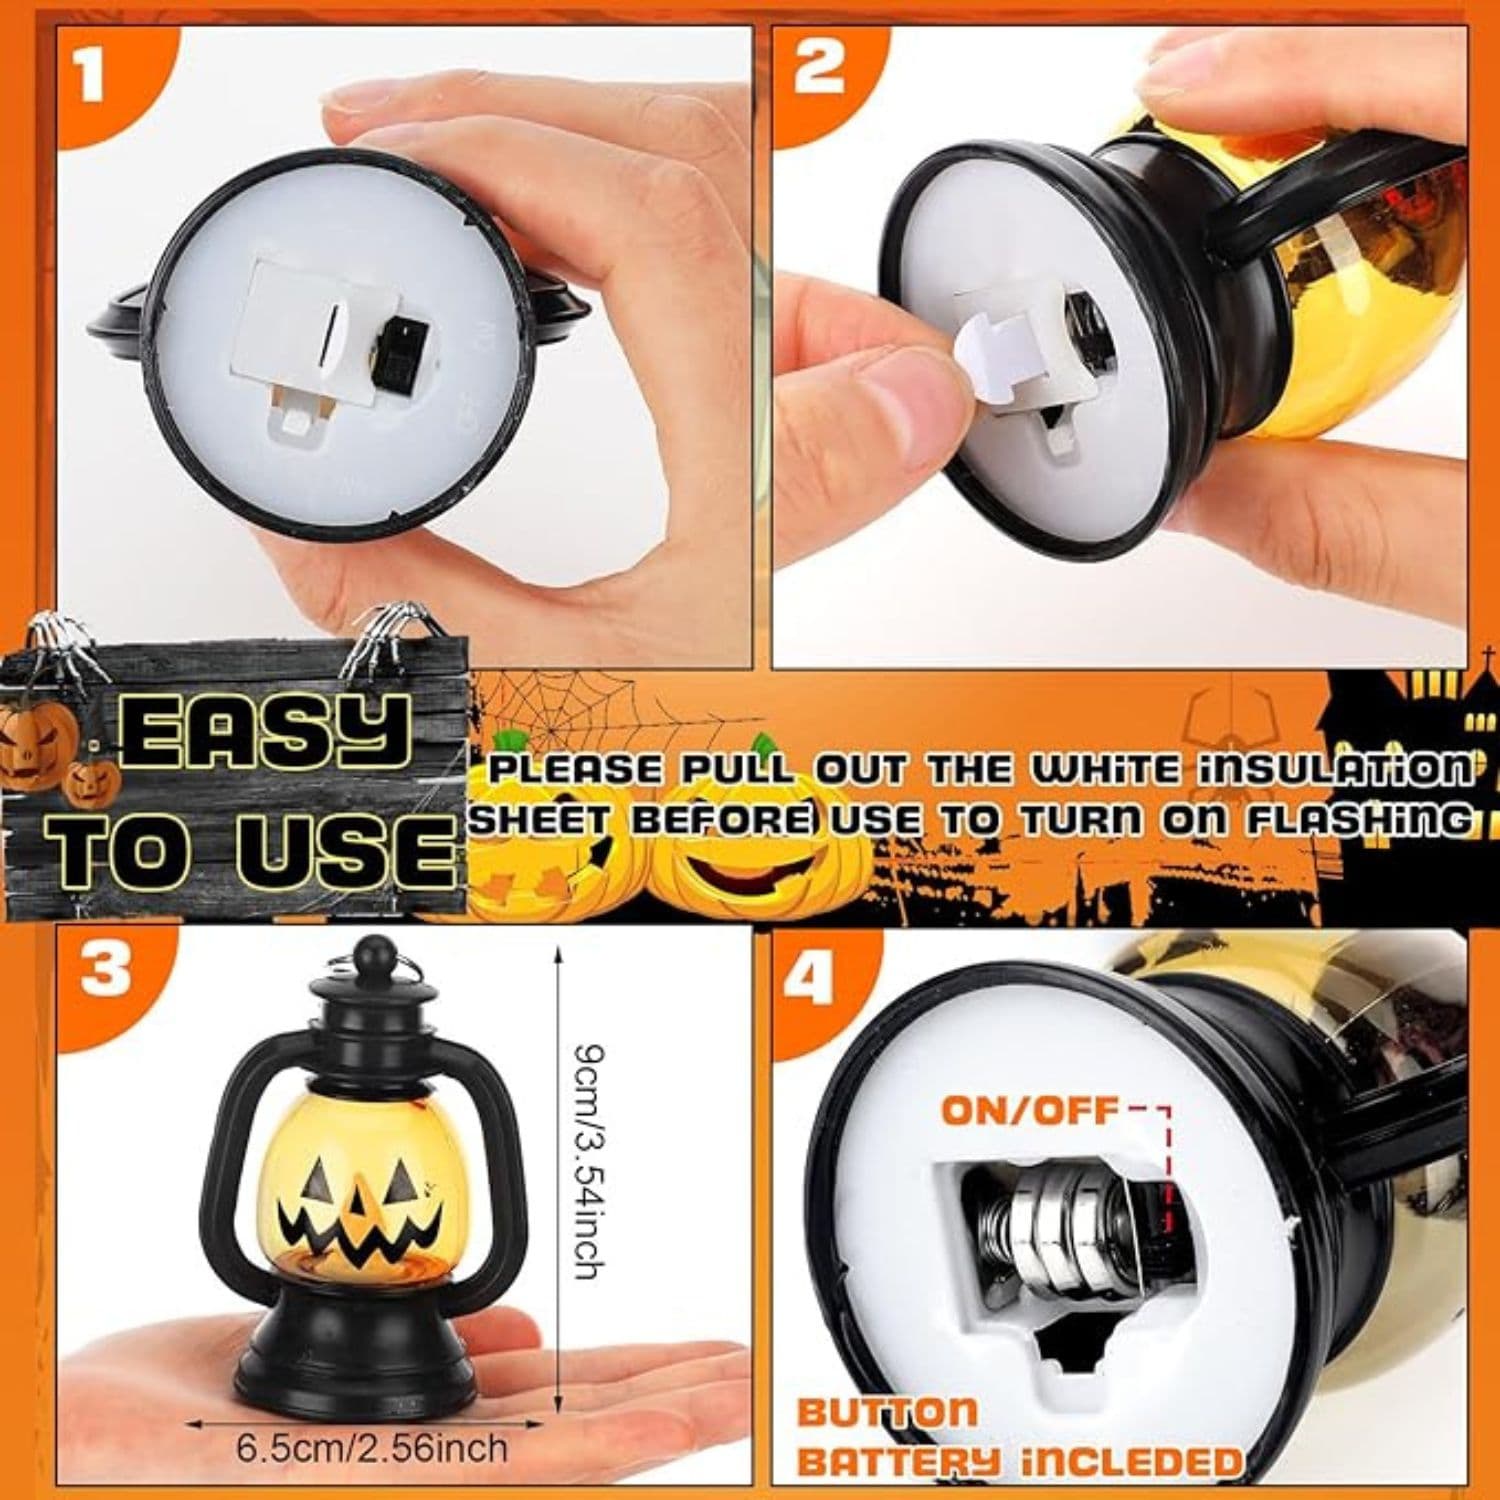 1
2
EASY
TO USE
PLEASE PULL OUT THE WHITE INSULATION
SHEET BEFORE USE TO TURN ON FLASHING
3
9cm/3.54inch
6.5cm/2.56inch
4
ON/OFF
BUTTON
BATTERY INCLEDED